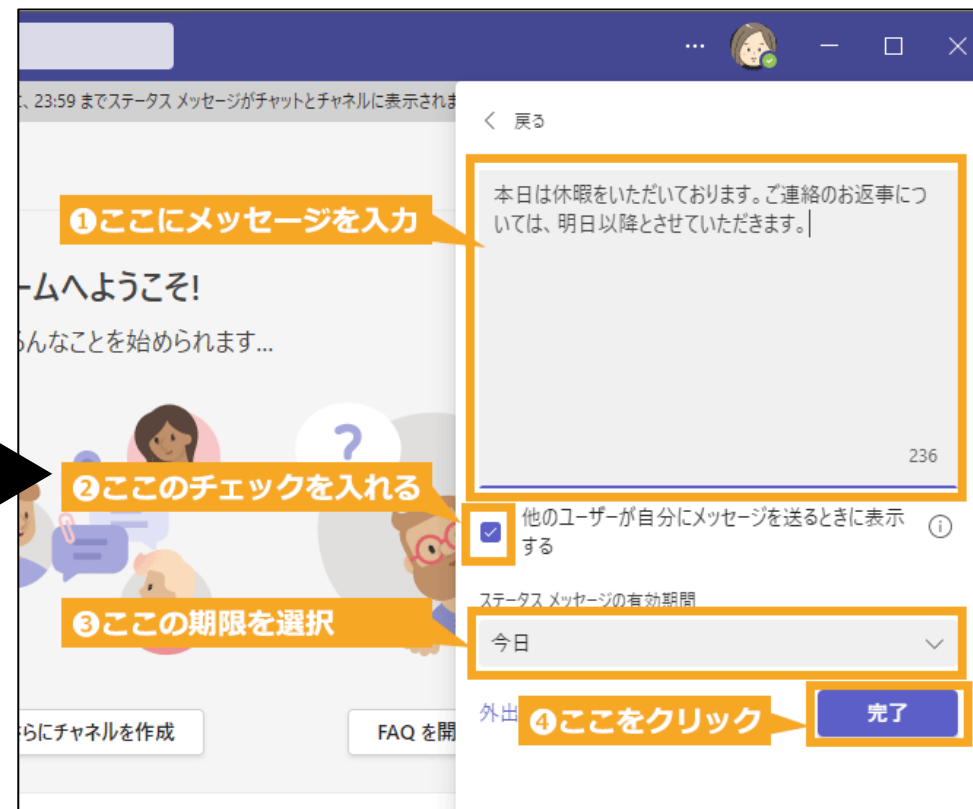 、23:59 までステータス メッセージがチャットとチャネルに表示されま
戻る
本日は休暇をいただいております。ご連絡のお返事につ
いては、明日以降とさせていただきます。
❶ここにメッセージを入力
ームへようこそ!
んなことを始められます...
?
236
❷ここのチェックを入れる
他のユーザーが自分にメッセージを送るときに表示
する
ステータス メッセージの有効期間
❸ここの期限を選択
今日
外出
❹ここをクリック
完了
らにチャネルを作成
FAQ を開